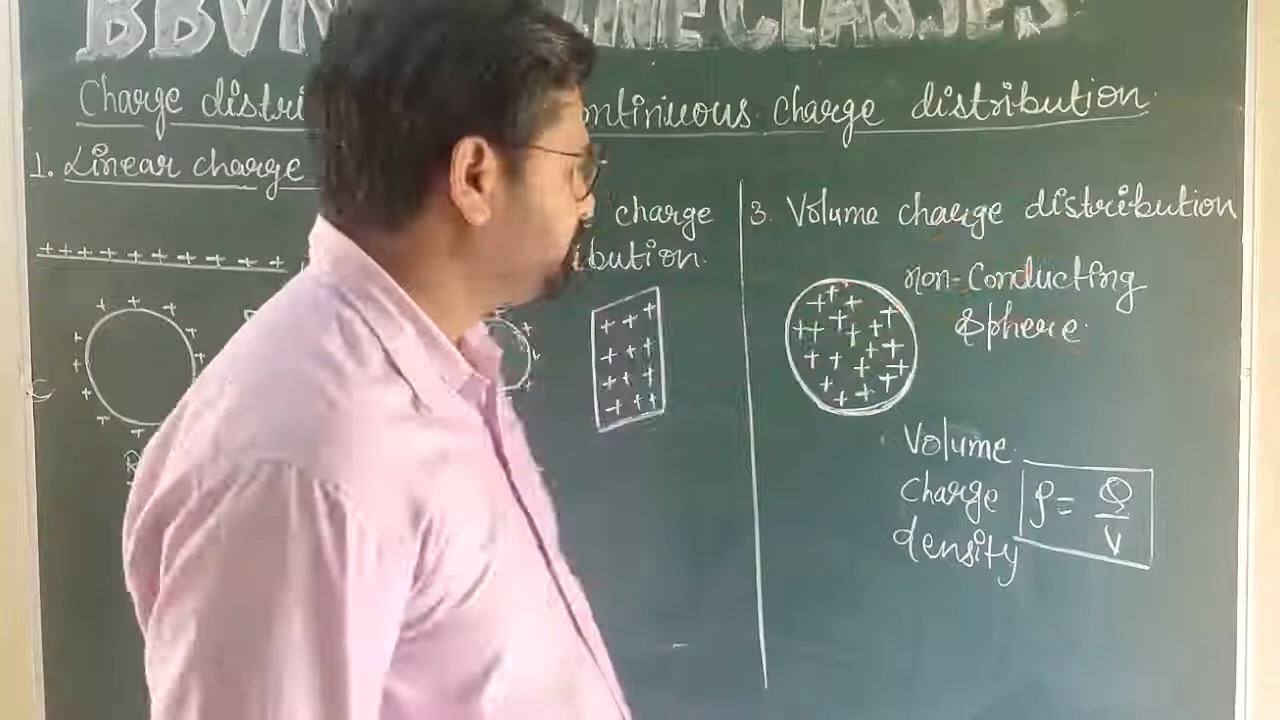 BBVN
INE CLASSES
Charge distri ontinuous charge distribution.
1. Linear charge
charge
ibution.
3. Volume charge distribution
+ + + + + + + + + + +
non-Conducting
Sphere.
Volume
charge
density
ρ = Q
V